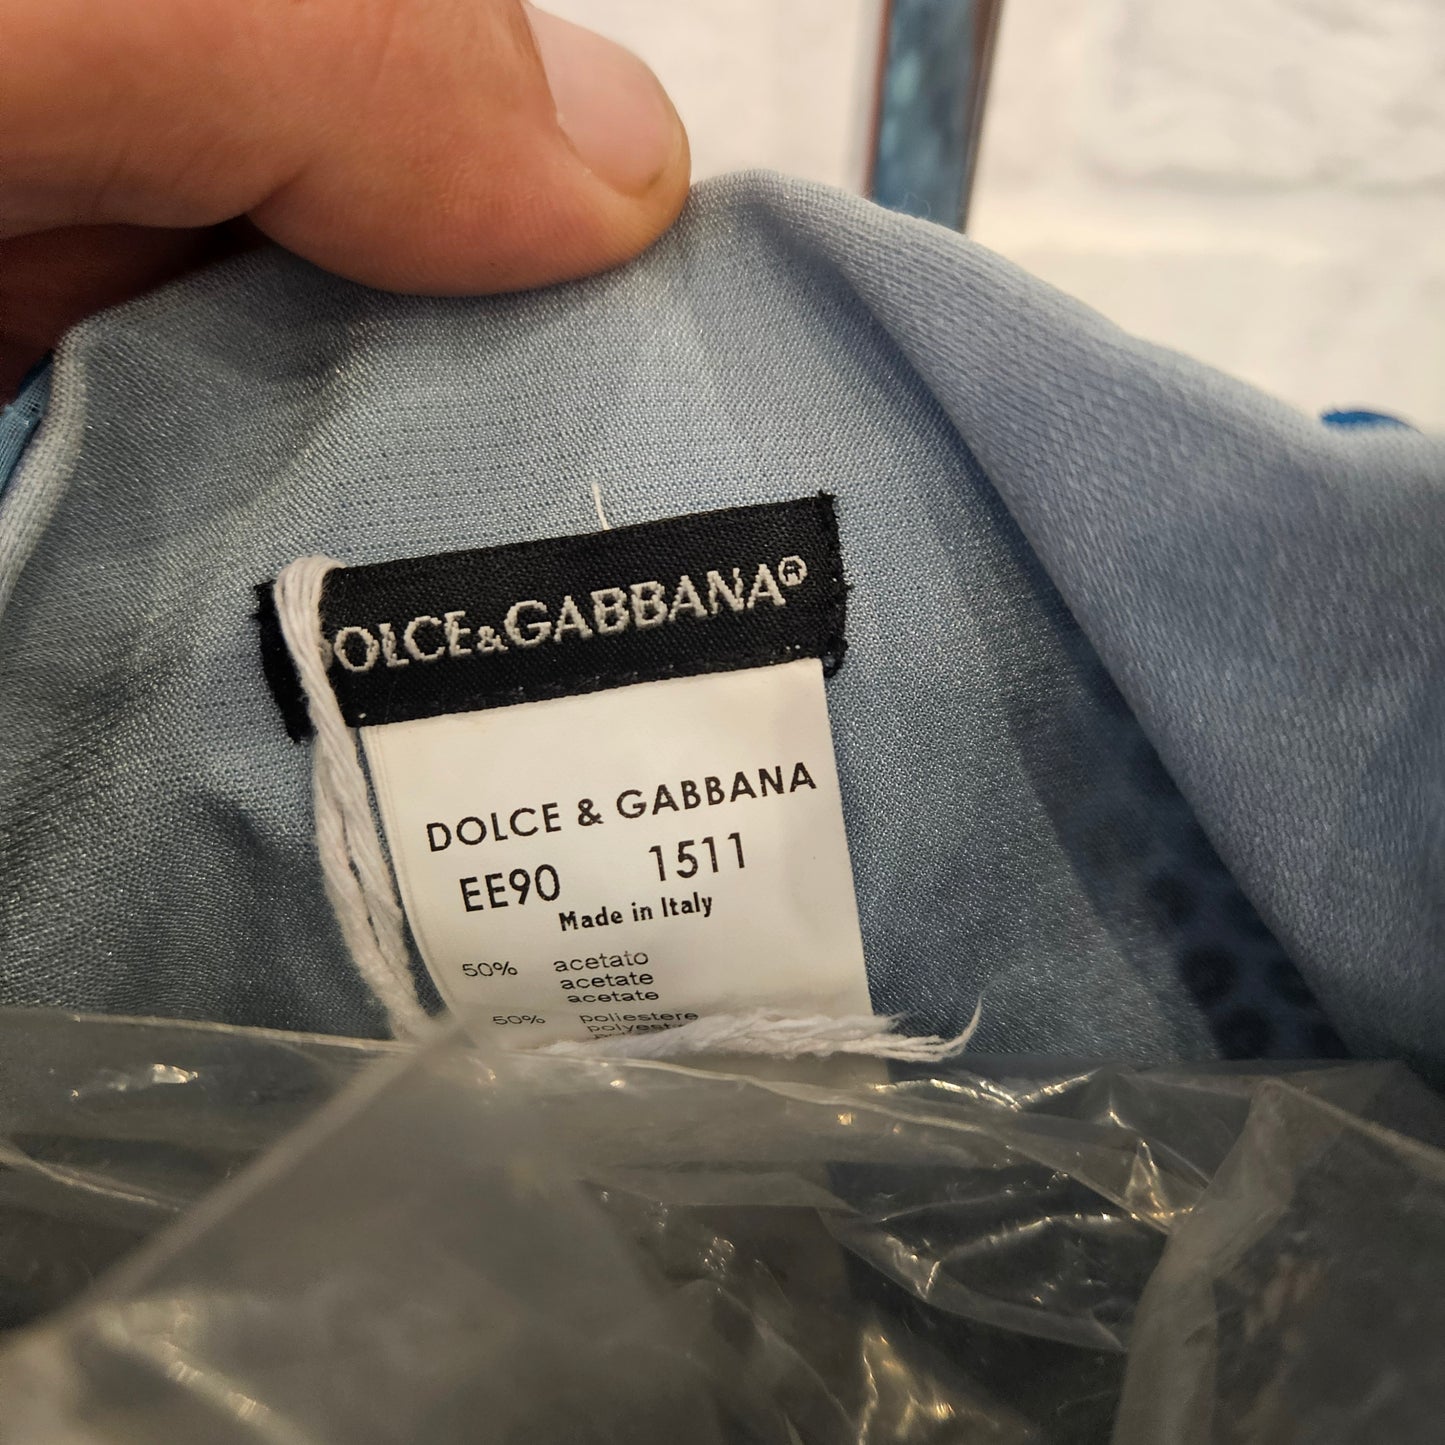 DOLCE&GABBANA®
DOLCE & GABBANA
EE90 1511
Made in Italy
50% acetato
acetate
acetate
50% poliestere